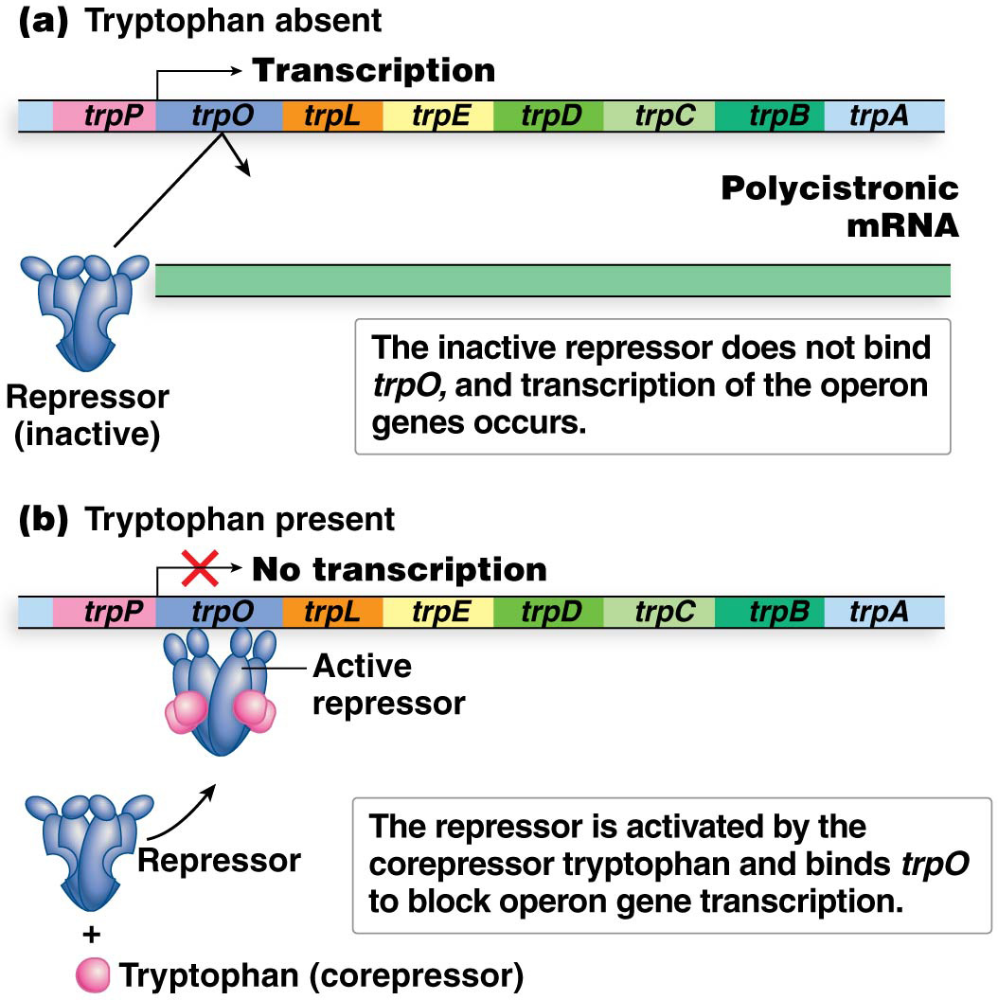 (a) Tryptophan absent
Transcription
trpP trpO trpL trpE trpD trpC trpB trpA
Polycistronic
mRNA
Repressor
(inactive)
The inactive repressor does not bind
trpO, and transcription of the operon
genes occurs.
(b) Tryptophan present
No transcription
trpP trpO trpL trpE trpD trpC trpB trpA
Active
repressor
Repressor
+
Tryptophan (corepressor)
The repressor is activated by the
corepressor tryptophan and binds trpO
to block operon gene transcription.